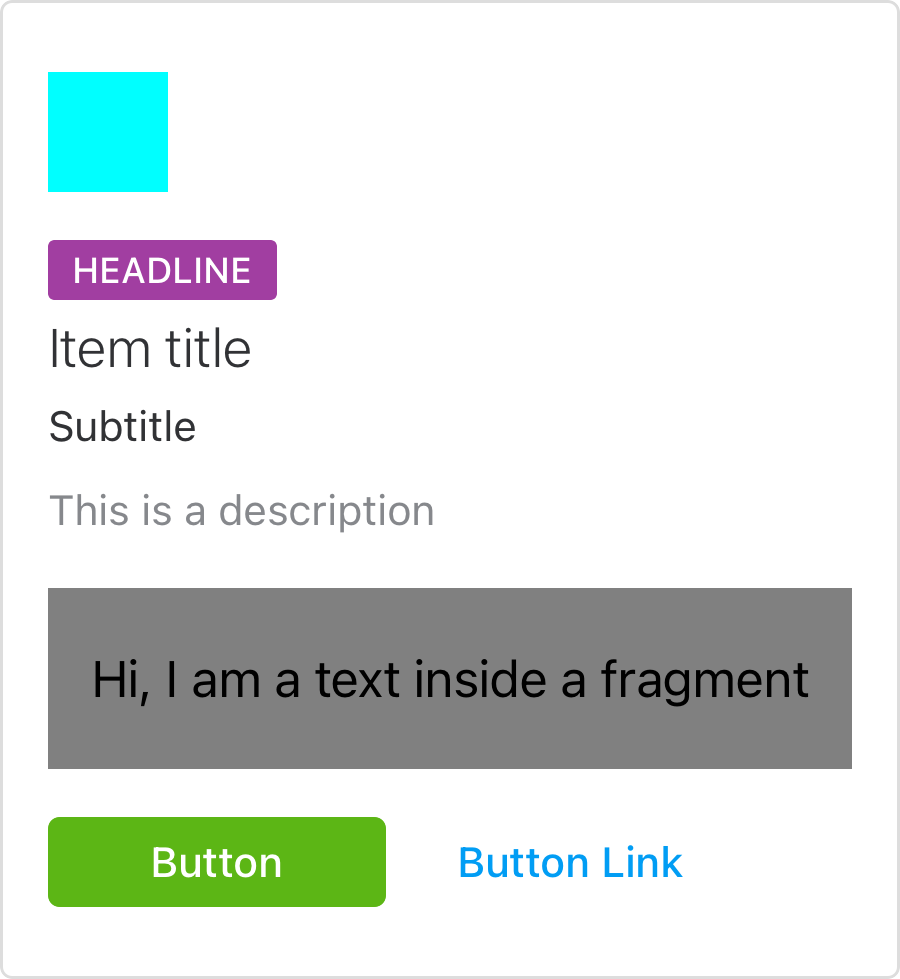 HEADLINE
Item title
Subtitle
This is a description
Hi, I am a text inside a fragment
Button
Button Link